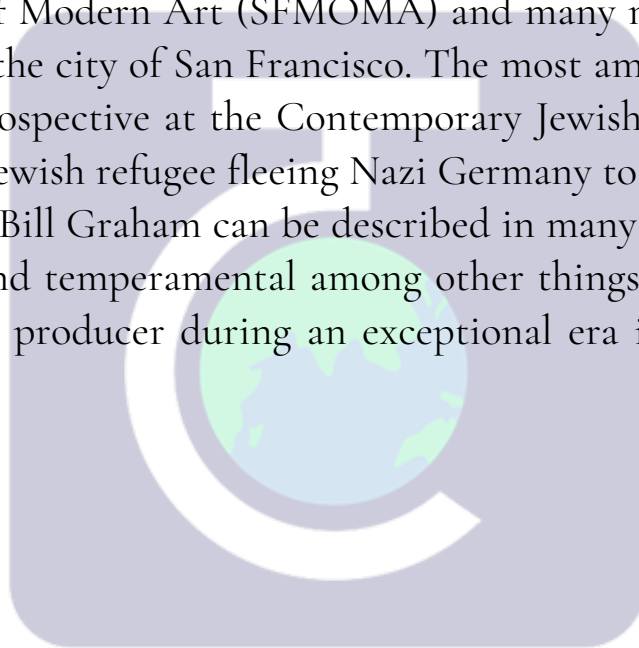 Modern Art (SFMOMA) and many
the city of San Francisco. The most am
ospective at the Contemporary Jewish
ewish refugee fleeing Nazi Germany to
Bill Graham can be described in many
nd temperamental among other things
producer during an exceptional era i